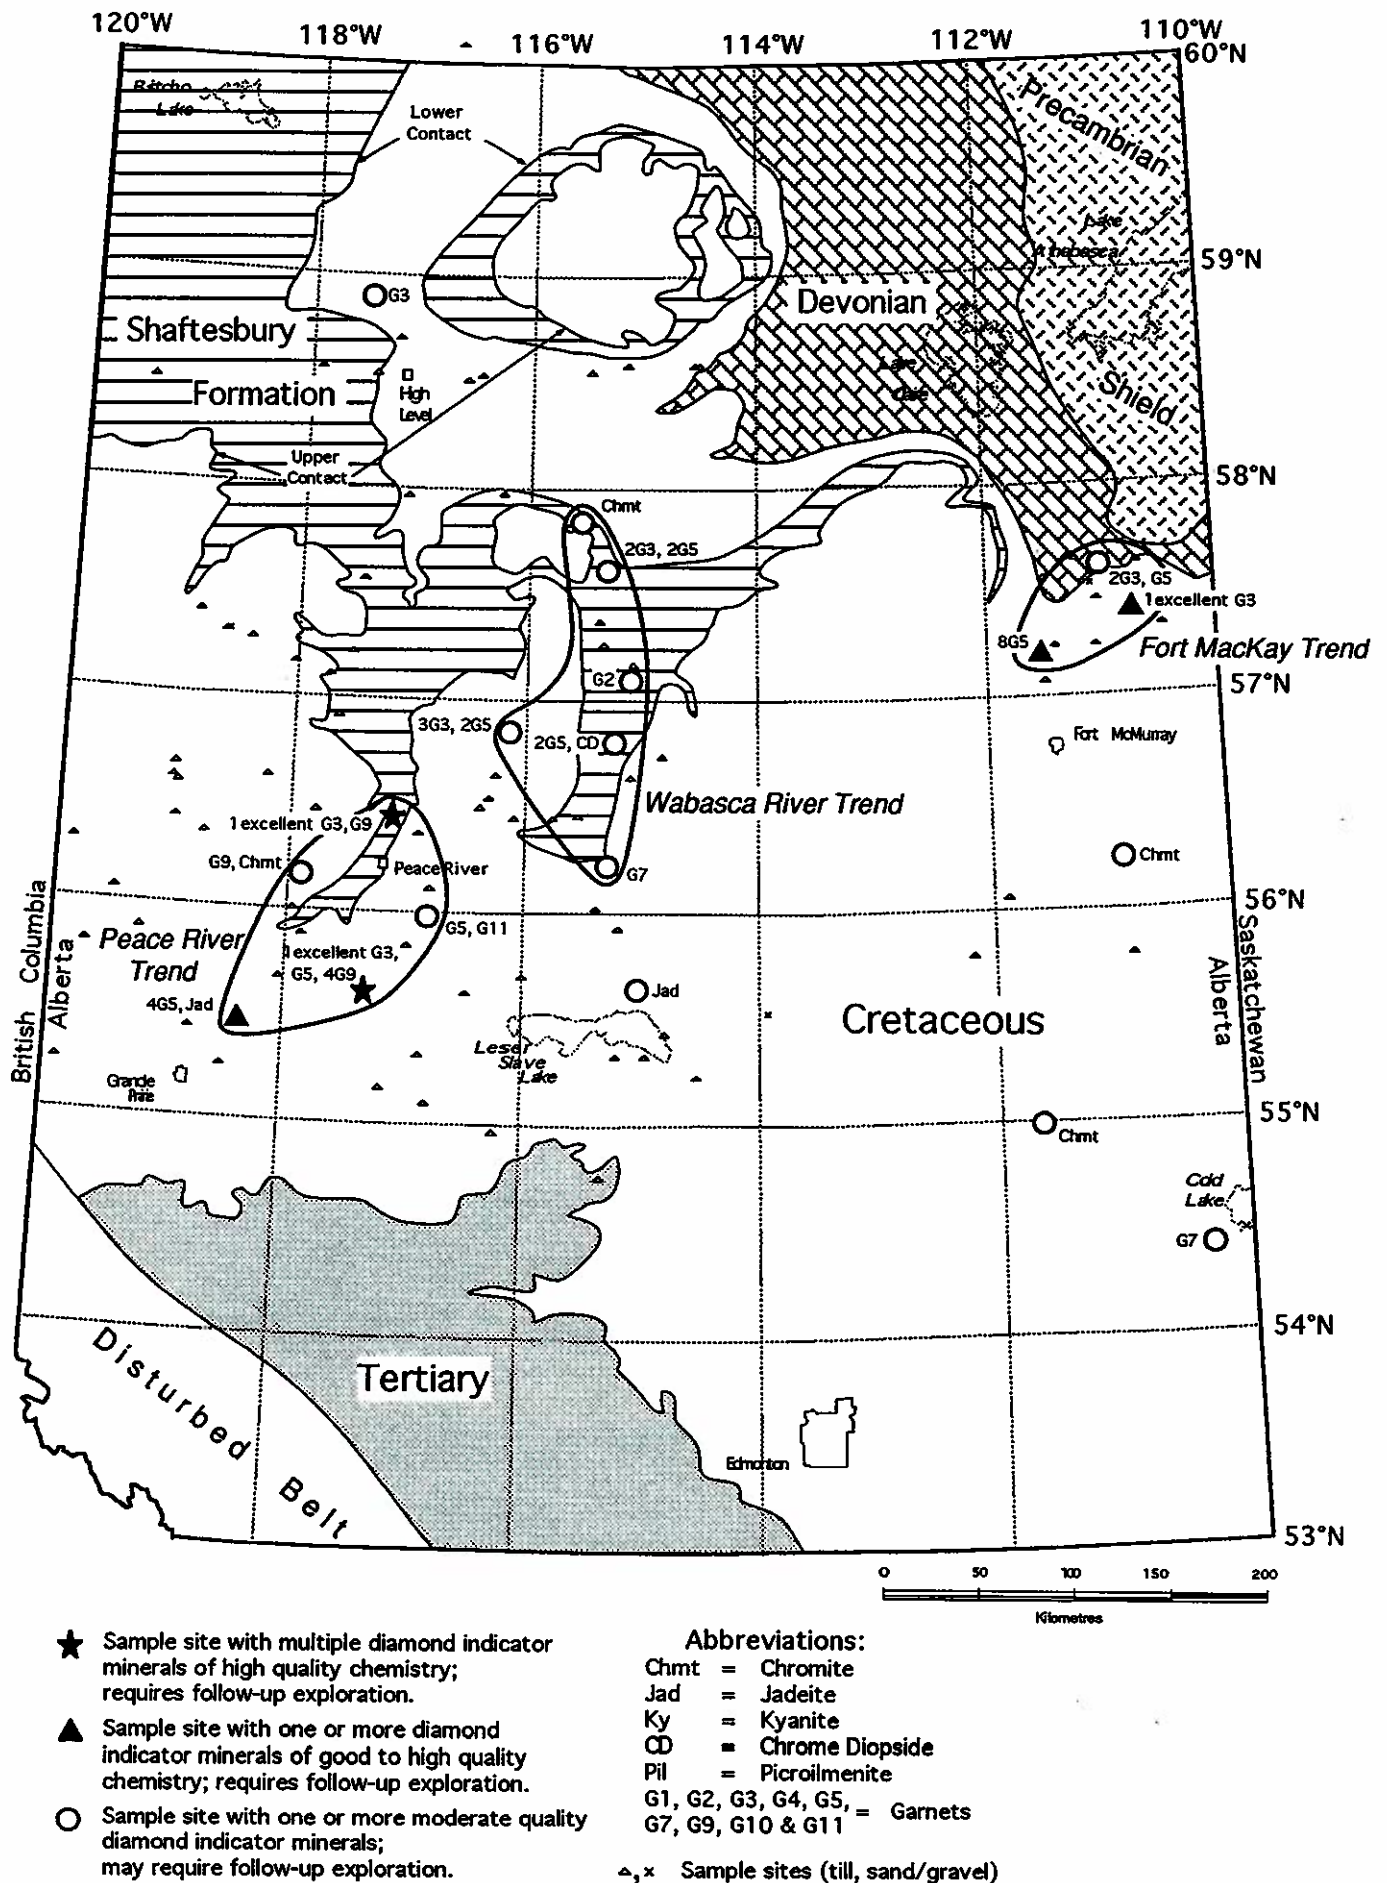 120°W
118°W
116°W
114°W
112°W
110°W
60°N
Bistcho
Lake
Lower
Contact
Precambrian
Lake
Athabasca
59°N
G3
Devonian
Shaftesbury
Formation
High
Level
Lake
Claire
Shield
Upper
Contact
58°N
Chmt
2G3, 2G5
2G3, G5
1excellent G3
8G5
Fort MacKay Trend
57°N
G2
3G3, 2G5
2G5, CD
Fort McMurray
Wabasca River Trend
1excellent G3, G9
G9, Chmt
Peace River
G7
Chmt
56°N
G5, G11
Peace River
Trend
1excellent G3,
G5, 4G9
4G5, Jad
Jad
Cretaceous
British Columbia
Alberta
Alberta
Saskatchewan
Leser
Slave
Lake
Grande
Prairie
55°N
Chmt
Cold
Lake
G7
54°N
Disturbed Belt
Tertiary
Edmonton
53°N
0 50 100 150 200
Kilometres
★ Sample site with multiple diamond indicator
minerals of high quality chemistry;
requires follow-up exploration.
▲ Sample site with one or more diamond
indicator minerals of good to high quality
chemistry; requires follow-up exploration.
○ Sample site with one or more moderate quality
diamond indicator minerals;
may require follow-up exploration.
Abbreviations:
Chmt = Chromite
Jad = Jadeite
Ky = Kyanite
CD = Chrome Diopside
Pil = Picroilmenite
G1, G2, G3, G4, G5,
G7, G9, G10 & G11 = Garnets
▵,× Sample sites (till, sand/gravel)